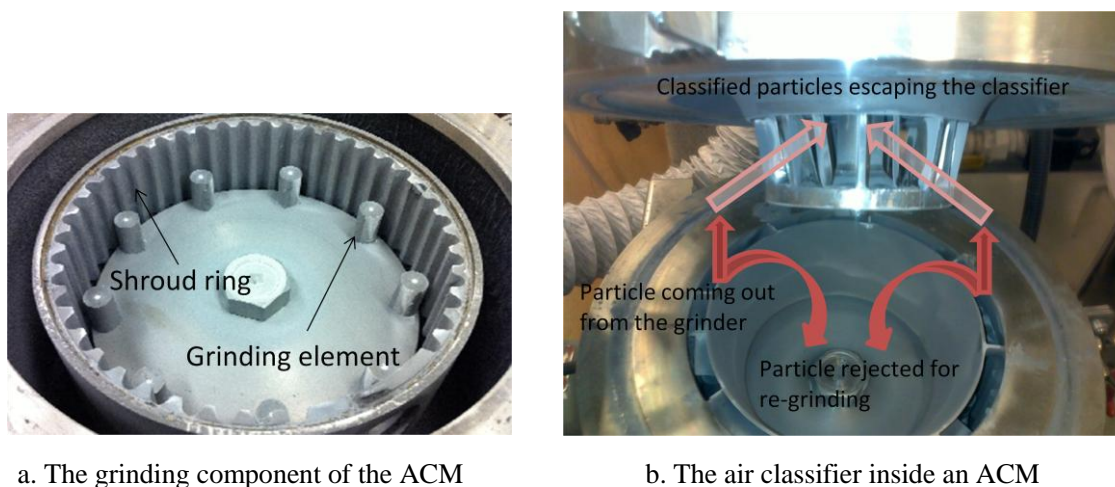 Shroud ring
Grinding element
Classified particles escaping the classifier
Particle coming out
from the grinder
Particle rejected for
re-grinding
a. The grinding component of the ACM
b. The air classifier inside an ACM